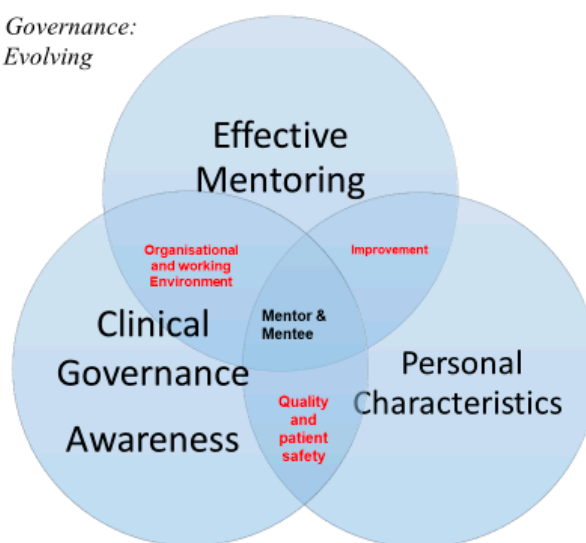 Governance:
Evolving
Effective
Mentoring
Organisational
and working
Environment
Improvement
Mentor &
Mentee
Clinical
Governance
Awareness
Personal
Characteristics
Quality
and
patient
safety